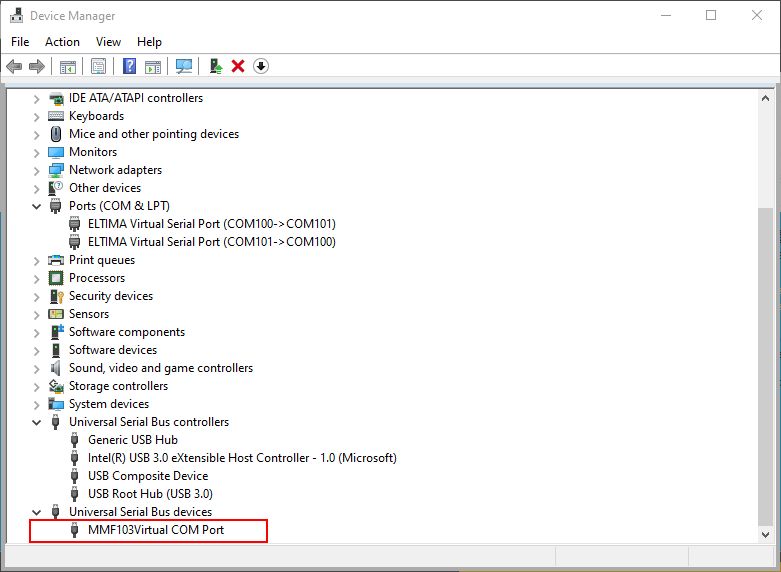 Device Manager
File Action View Help
IDE ATA/ATAPI controllers
Keyboards
Mice and other pointing devices
Monitors
Network adapters
Other devices
Ports (COM & LPT)
ELTIMA Virtual Serial Port (COM100->COM101)
ELTIMA Virtual Serial Port (COM101->COM100)
Print queues
Processors
Security devices
Sensors
Software components
Software devices
Sound, video and game controllers
Storage controllers
System devices
Universal Serial Bus controllers
Generic USB Hub
Intel(R) USB 3.0 eXtensible Host Controller - 1.0 (Microsoft)
USB Composite Device
USB Root Hub (USB 3.0)
Universal Serial Bus devices
MMF103Virtual COM Port